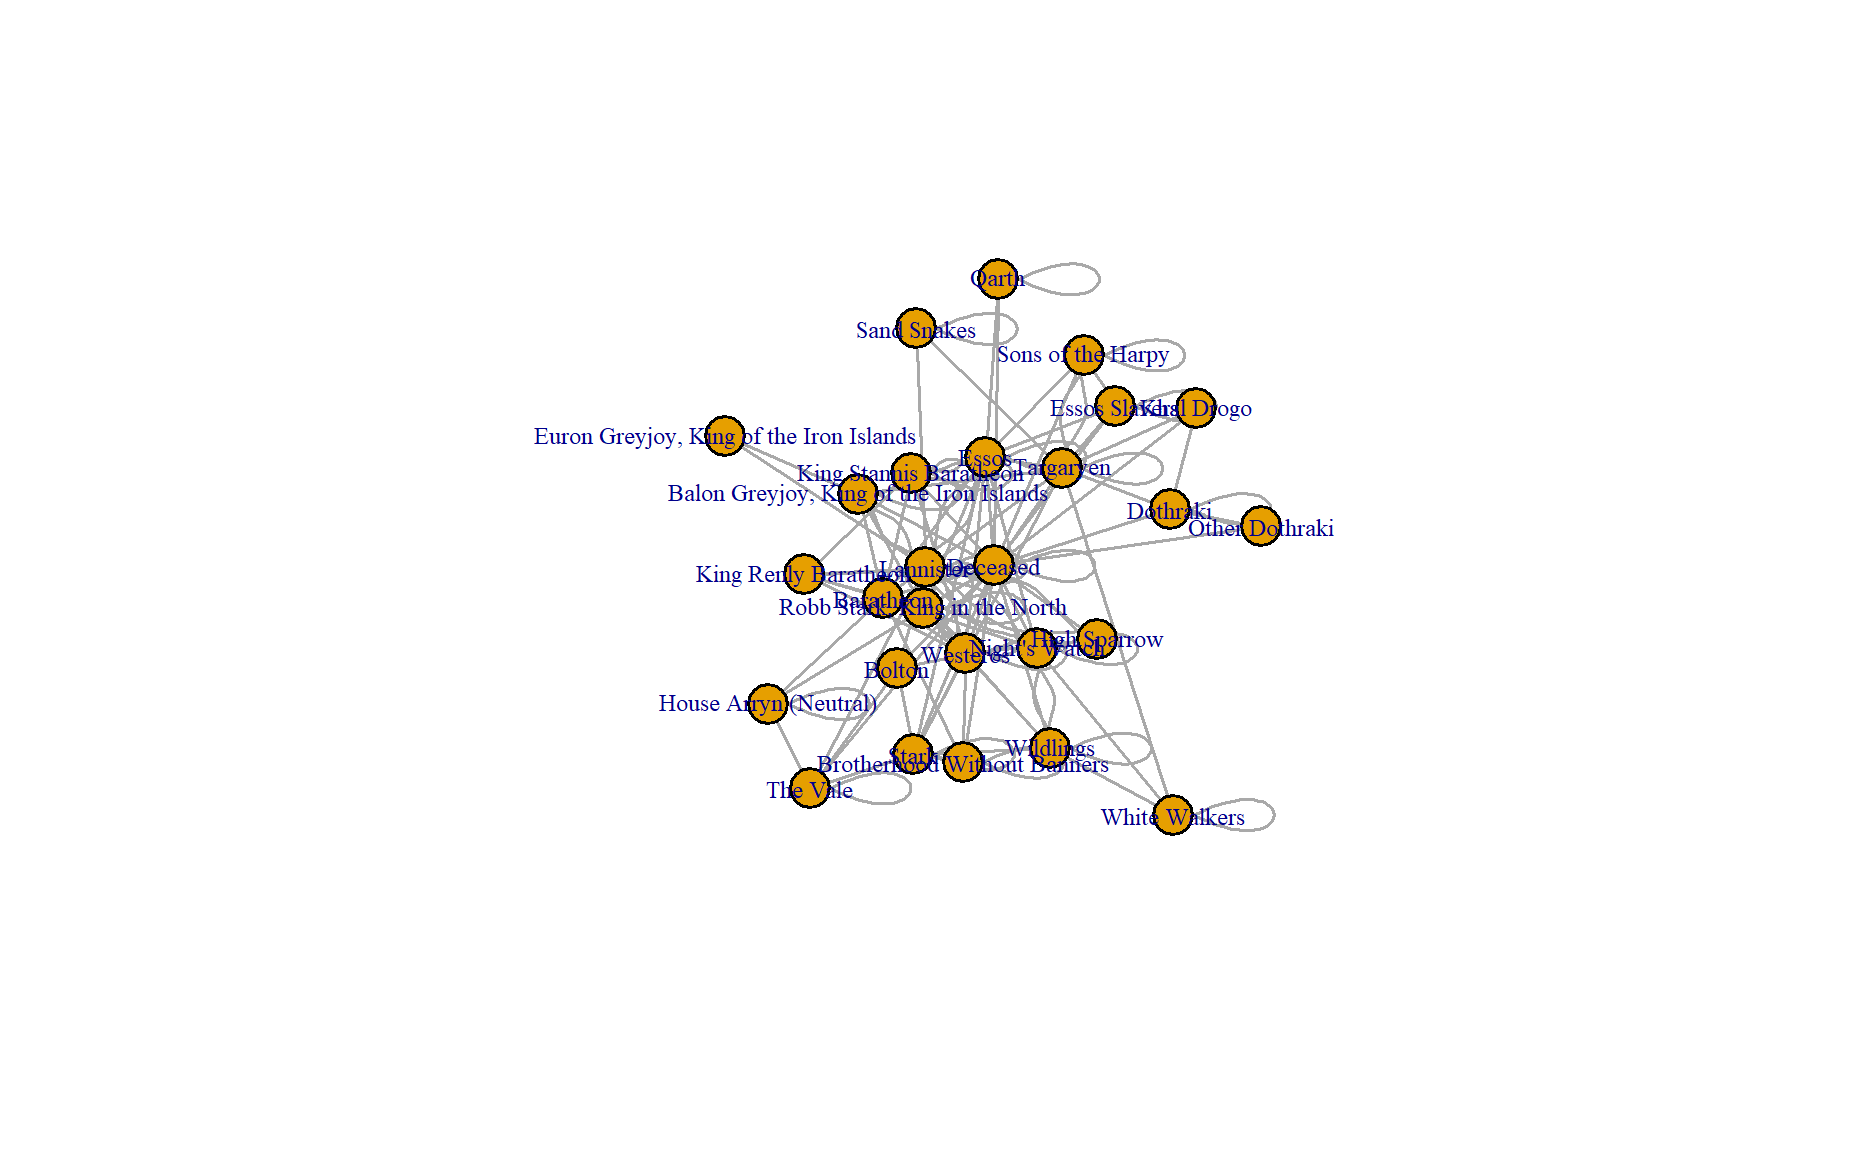 Qarth
Sand Snakes
Sons of the Harpy
Essos Slavers
Khal Drogo
Euron Greyjoy, King of the Iron Islands
Essos
Targaryen
King Stannis Baratheon
Balon Greyjoy, King of the Iron Islands
Dothraki
Other Dothraki
King Renly Baratheon
Lannister
Deceased
Baratheon
Robb Stark, King in the North
High Sparrow
Night's Watch
Westeros
Bolton
House Arryn (Neutral)
Wildlings
Stark
Brotherhood Without Banners
The Vale
White Walkers